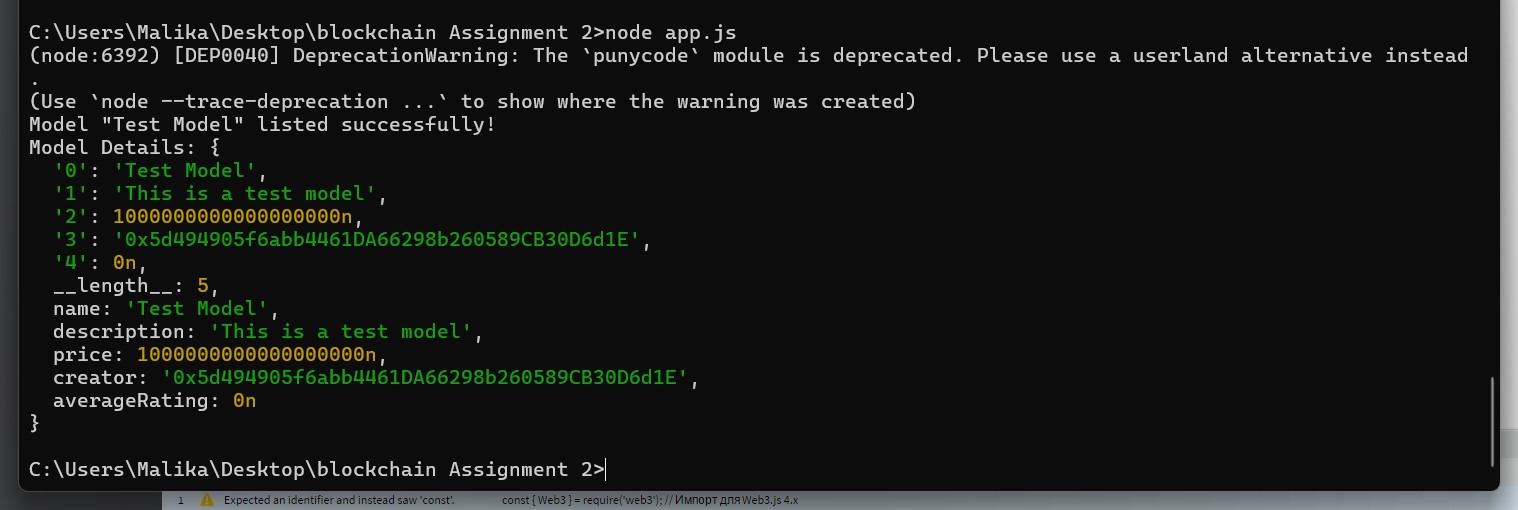 C:\Users\Malika\Desktop\blockchain Assignment 2>node app.js
(node:6392) [DEP0040] DeprecationWarning: The `punycode` module is deprecated. Please use a userland alternative instead
.
(Use `node --trace-deprecation ...` to show where the warning was created)
Model "Test Model" listed successfully!
Model Details: {
  '0': 'Test Model',
  '1': 'This is a test model',
  '2': 1000000000000000000n,
  '3': '0x5d494905f6abb4461DA66298b260589CB30D6d1E',
  '4': 0n,
  __length__: 5,
  name: 'Test Model',
  description: 'This is a test model',
  price: 1000000000000000000n,
  creator: '0x5d494905f6abb4461DA66298b260589CB30D6d1E',
  averageRating: 0n
}
C:\Users\Malika\Desktop\blockchain Assignment 2>
1 Expected an identifier and instead saw 'const'. const { Web3 } = require('web3'); // Импорт для Web3.js 4.x